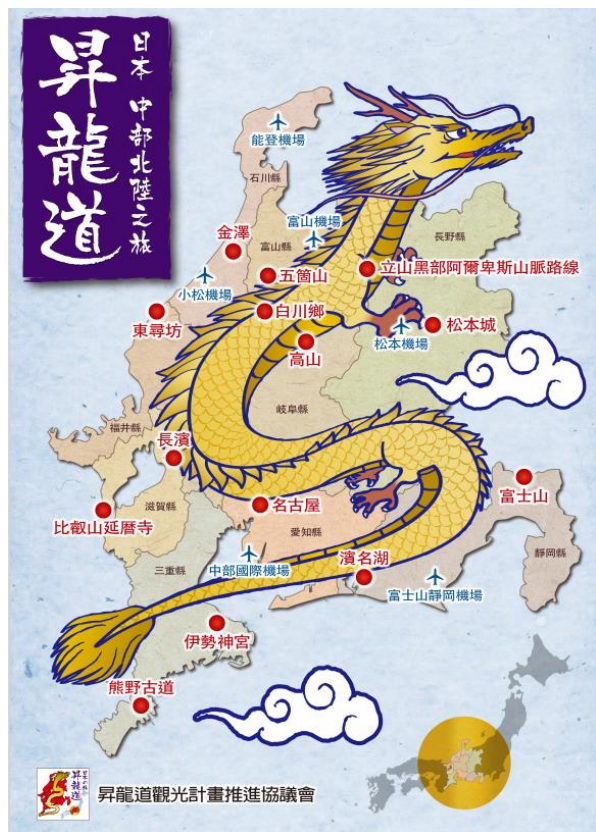 日本 中部北陸之旅
昇龍道
能登機場
石川縣
富山機場
金澤
富山縣
長野縣
五箇山
立山黑部阿爾卑斯山脈路線
小松機場
白川鄉
東尋坊
松本城
松本機場
高山
岐阜縣
福井縣
長濱
名古屋
富士山
滋賀縣
比叡山延暦寺
愛知縣
三重縣
中部國際機場
濱名湖
靜岡縣
富士山靜岡機場
伊勢神宮
熊野古道
昇龍道
昇龍道觀光計畫推進協議會